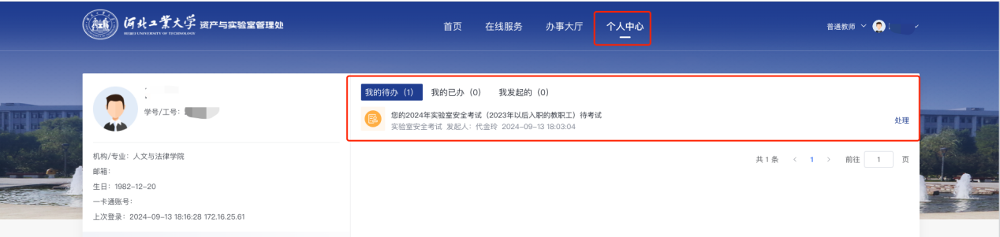 河北工业大学 资产与实验室管理处
HEBEI UNIVERSITY OF TECHNOLOGY
首页 在线服务 办事大厅 个人中心 普通教师
我的待办（1） 我的已办（0） 我发起的（0）
学号/工号：
您的2024年实验室安全考试（2023年以后入职的教职工）待考试
实验室安全考试 发起人：代金玲 2024-09-13 18:03:04
处理
机构/专业：人文与法律学院
共 1 条 < 1 > 前往 1 页
邮箱：
生日：1982-12-20
一卡通账号：
上次登录：2024-09-13 18:16:28 172.16.25.61